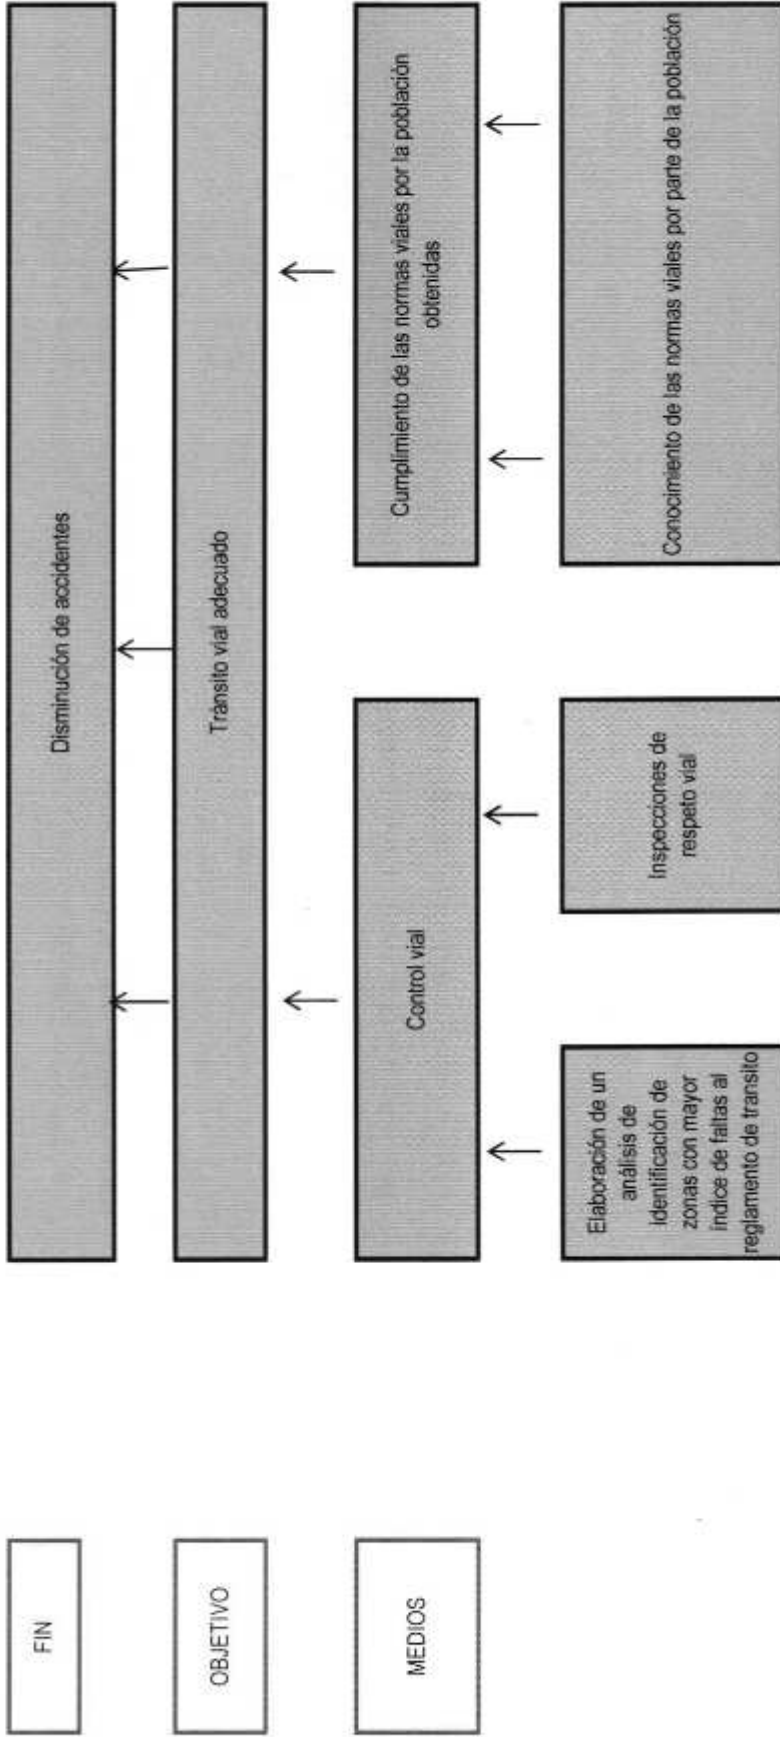 FIN
Disminución de accidentes
OBJETIVO
Tránsito vial adecuado
MEDIOS
Control vial
Cumplimiento de las normas viales por la población
obtenidas
Elaboración de un
análisis de
identificación de
zonas con mayor
índice de faltas al
reglamento de transito
Inspecciones de
respeto vial
Conocimiento de las normas viales por parte de la población